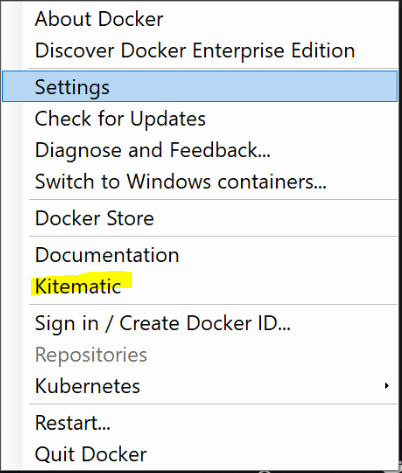 About Docker
Discover Docker Enterprise Edition
Settings
Check for Updates
Diagnose and Feedback...
Switch to Windows containers...
Docker Store
Documentation
Kitematic
Sign in / Create Docker ID...
Repositories
Kubernetes
Restart...
Quit Docker